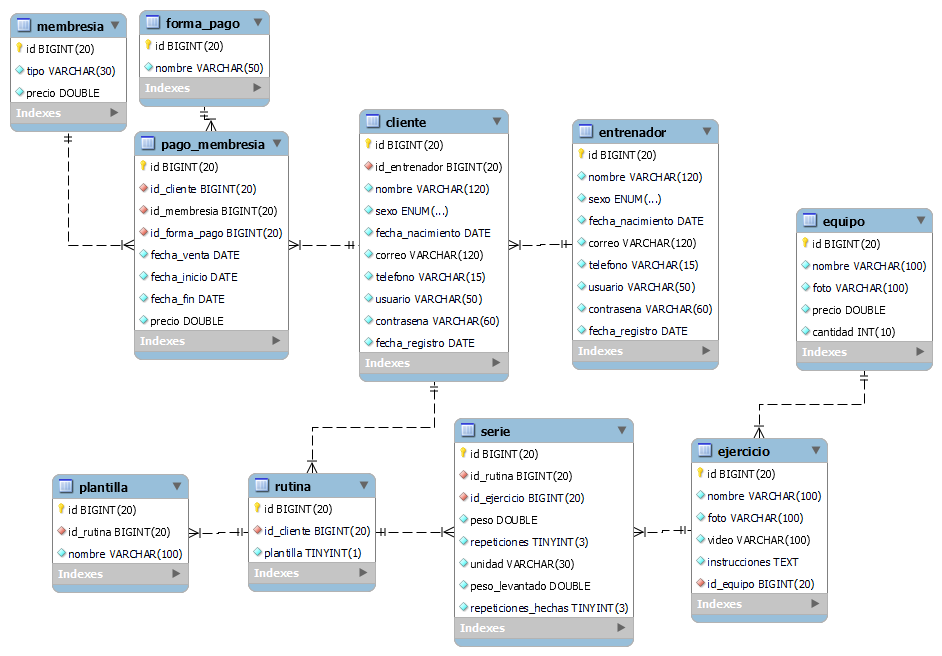 membresia
id BIGINT(20)
tipo VARCHAR(30)
precio DOUBLE
Indexes
forma_pago
id BIGINT(20)
nombre VARCHAR(50)
Indexes
pago_membresia
id BIGINT(20)
id_cliente BIGINT(20)
id_membresia BIGINT(20)
id_forma_pago BIGINT(20)
fecha_venta DATE
fecha_inicio DATE
fecha_fin DATE
precio DOUBLE
Indexes
cliente
id BIGINT(20)
id_entrenador BIGINT(20)
nombre VARCHAR(120)
sexo ENUM(...)
fecha_nacimiento DATE
correo VARCHAR(120)
telefono VARCHAR(15)
usuario VARCHAR(50)
contrasena VARCHAR(60)
fecha_registro DATE
Indexes
entrenador
id BIGINT(20)
nombre VARCHAR(120)
sexo ENUM(...)
fecha_nacimiento DATE
correo VARCHAR(120)
telefono VARCHAR(15)
usuario VARCHAR(50)
contrasena VARCHAR(60)
fecha_registro DATE
Indexes
equipo
id BIGINT(20)
nombre VARCHAR(100)
foto VARCHAR(100)
precio DOUBLE
cantidad INT(10)
Indexes
plantilla
id BIGINT(20)
id_rutina BIGINT(20)
nombre VARCHAR(100)
Indexes
rutina
id BIGINT(20)
id_cliente BIGINT(20)
plantilla TINYINT(1)
Indexes
serie
id BIGINT(20)
id_rutina BIGINT(20)
id_ejercicio BIGINT(20)
peso DOUBLE
repeticiones TINYINT(3)
unidad VARCHAR(30)
peso_levantado DOUBLE
repeticiones_hechas TINYINT(3)
Indexes
ejercicio
id BIGINT(20)
nombre VARCHAR(100)
foto VARCHAR(100)
video VARCHAR(100)
instrucciones TEXT
id_equipo BIGINT(20)
Indexes